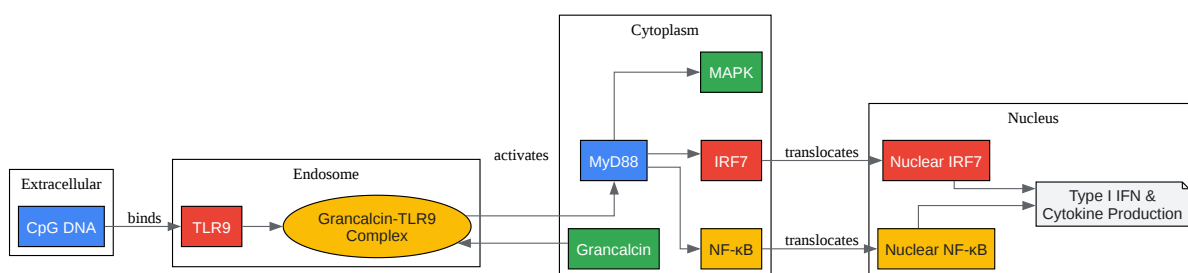 Extracellular
CpG DNA
binds
Endosome
TLR9
Grancalcin-TLR9
Complex
activates
Cytoplasm
MAPK
MyD88
IRF7
Grancalcin
NF-κB
translocates
translocates
Nucleus
Nuclear IRF7
Nuclear NF-κB
Type I IFN &
Cytokine Production